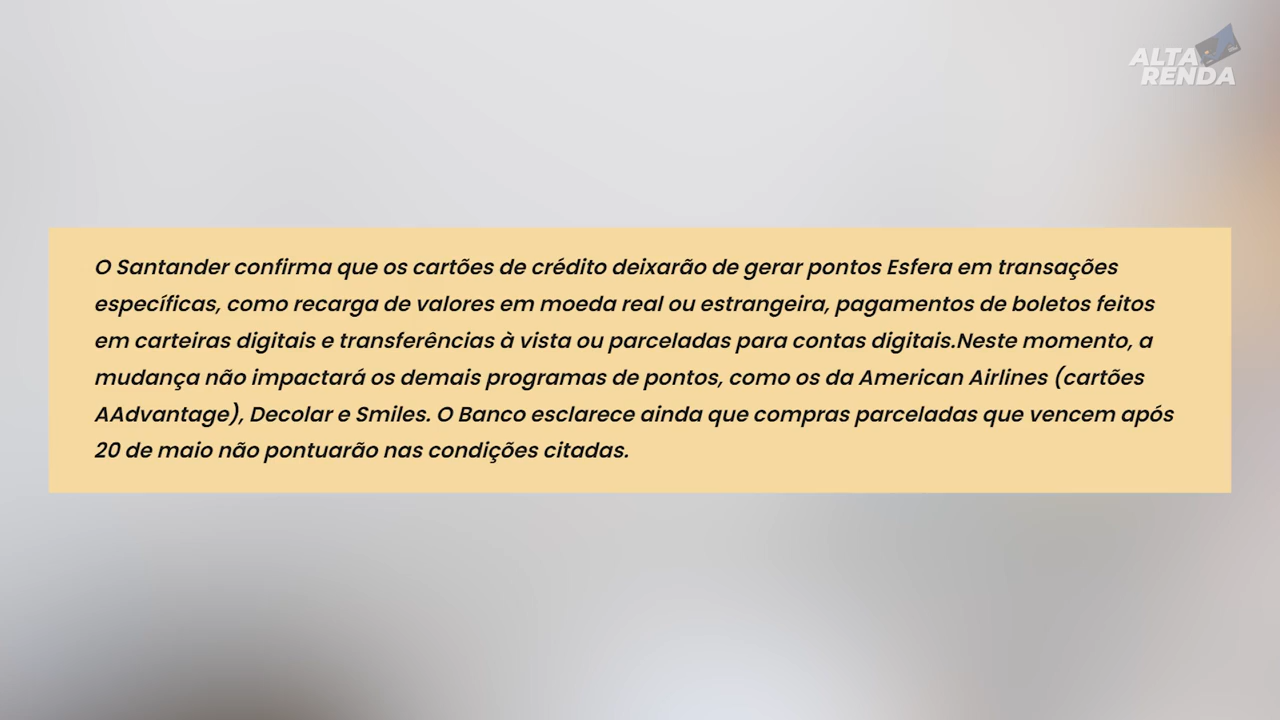 ALTA
RENDA
O Santander confirma que os cartões de crédito deixarão de gerar pontos Esfera em transações
específicas, como recarga de valores em moeda real ou estrangeira, pagamentos de boletos feitos
em carteiras digitais e transferências à vista ou parceladas para contas digitais.Neste momento, a
mudança não impactará os demais programas de pontos, como os da American Airlines (cartões
AAdvantage), Decolar e Smiles. O Banco esclarece ainda que compras parceladas que vencem após
20 de maio não pontuarão nas condições citadas.